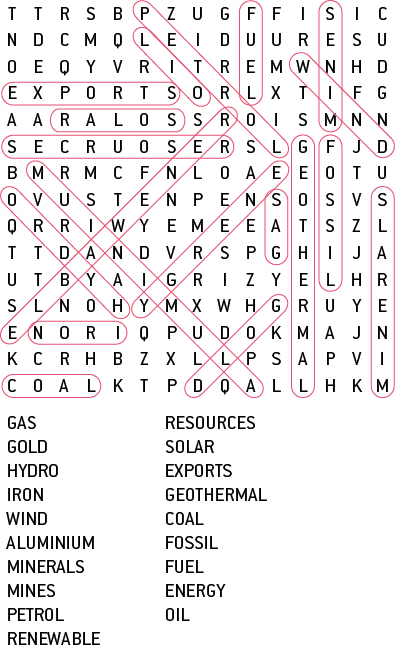 T T R S B P Z U G F F I S I C
N D C M Q L E I D U U R E S U
O E Q Y V R I T R E M W N H D
E X P O R T S O R L X T I F G
A A R A L O S S R O I S M N N
S E C R U O S E R S L G F J D
B M R M C F N L O A E E O T U
O V U S T E N P E N S O S V S
Q R R I W Y E M E E A T S Z L
T T D A N D V R S P G H I J A
U T B Y A I G R I Z Y E L H R
S L N O H Y M X W H G R U Y E
E N O R I Q P U D O K M A J N
K C R H B Z X L L P S A P V I
C O A L K T P D Q A L L H K M
GAS
GOLD
HYDRO
IRON
WIND
ALUMINIUM
MINERALS
MINES
PETROL
RENEWABLE
RESOURCES
SOLAR
EXPORTS
GEOTHERMAL
COAL
FOSSIL
FUEL
ENERGY
OIL